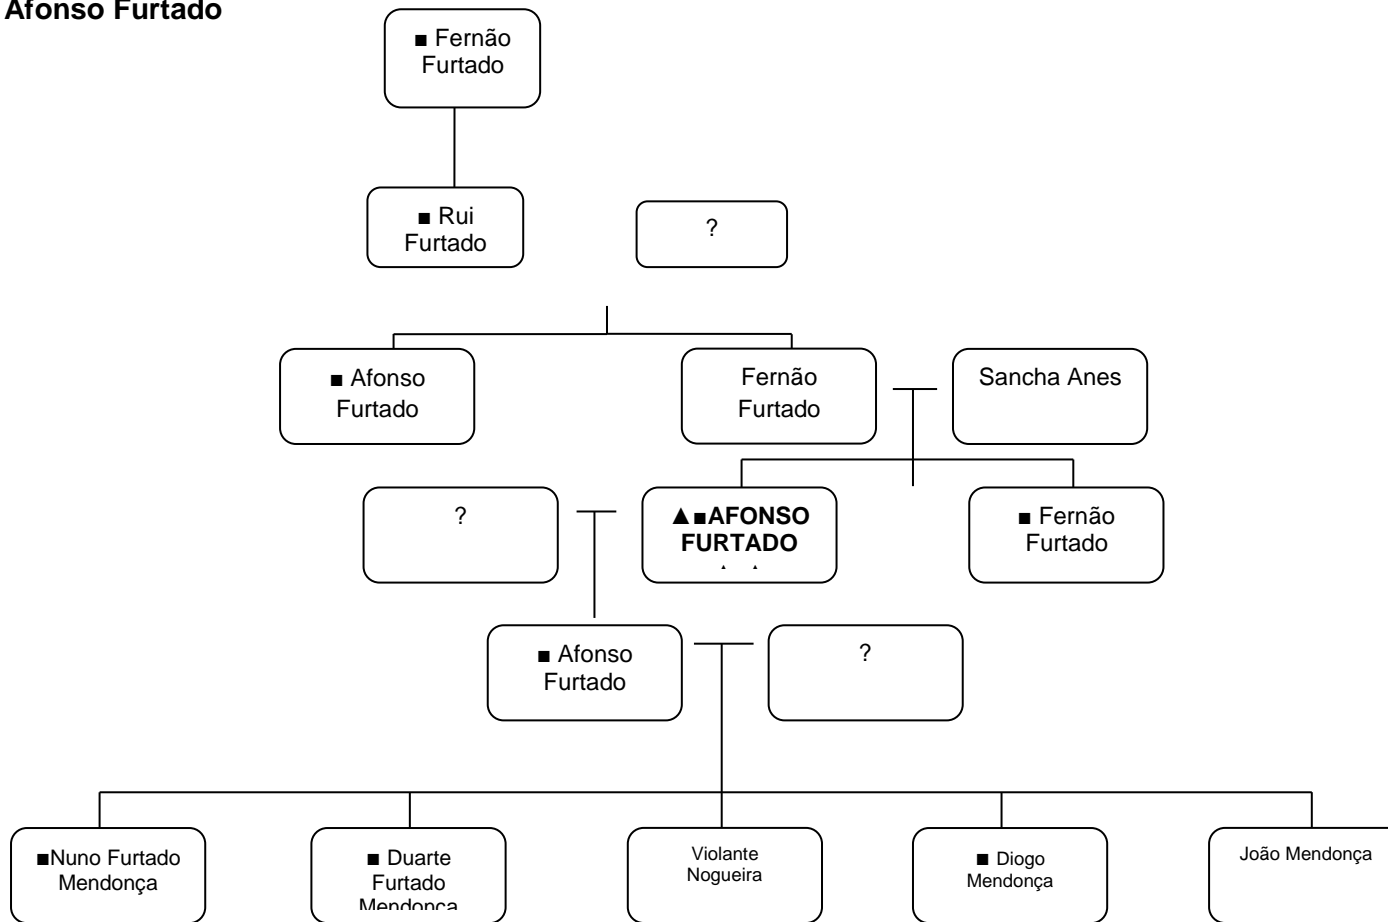 Afonso Furtado
■ Fernão
Furtado
■ Rui
Furtado
?
■ Afonso
Furtado
Fernão
Furtado
Sancha Anes
?
▲■AFONSO
FURTADO
■ Fernão
Furtado
■ Afonso
Furtado
?
■Nuno Furtado
Mendonça
■ Duarte
Furtado
Mendonça
Violante
Nogueira
■ Diogo
Mendonça
João Mendonça